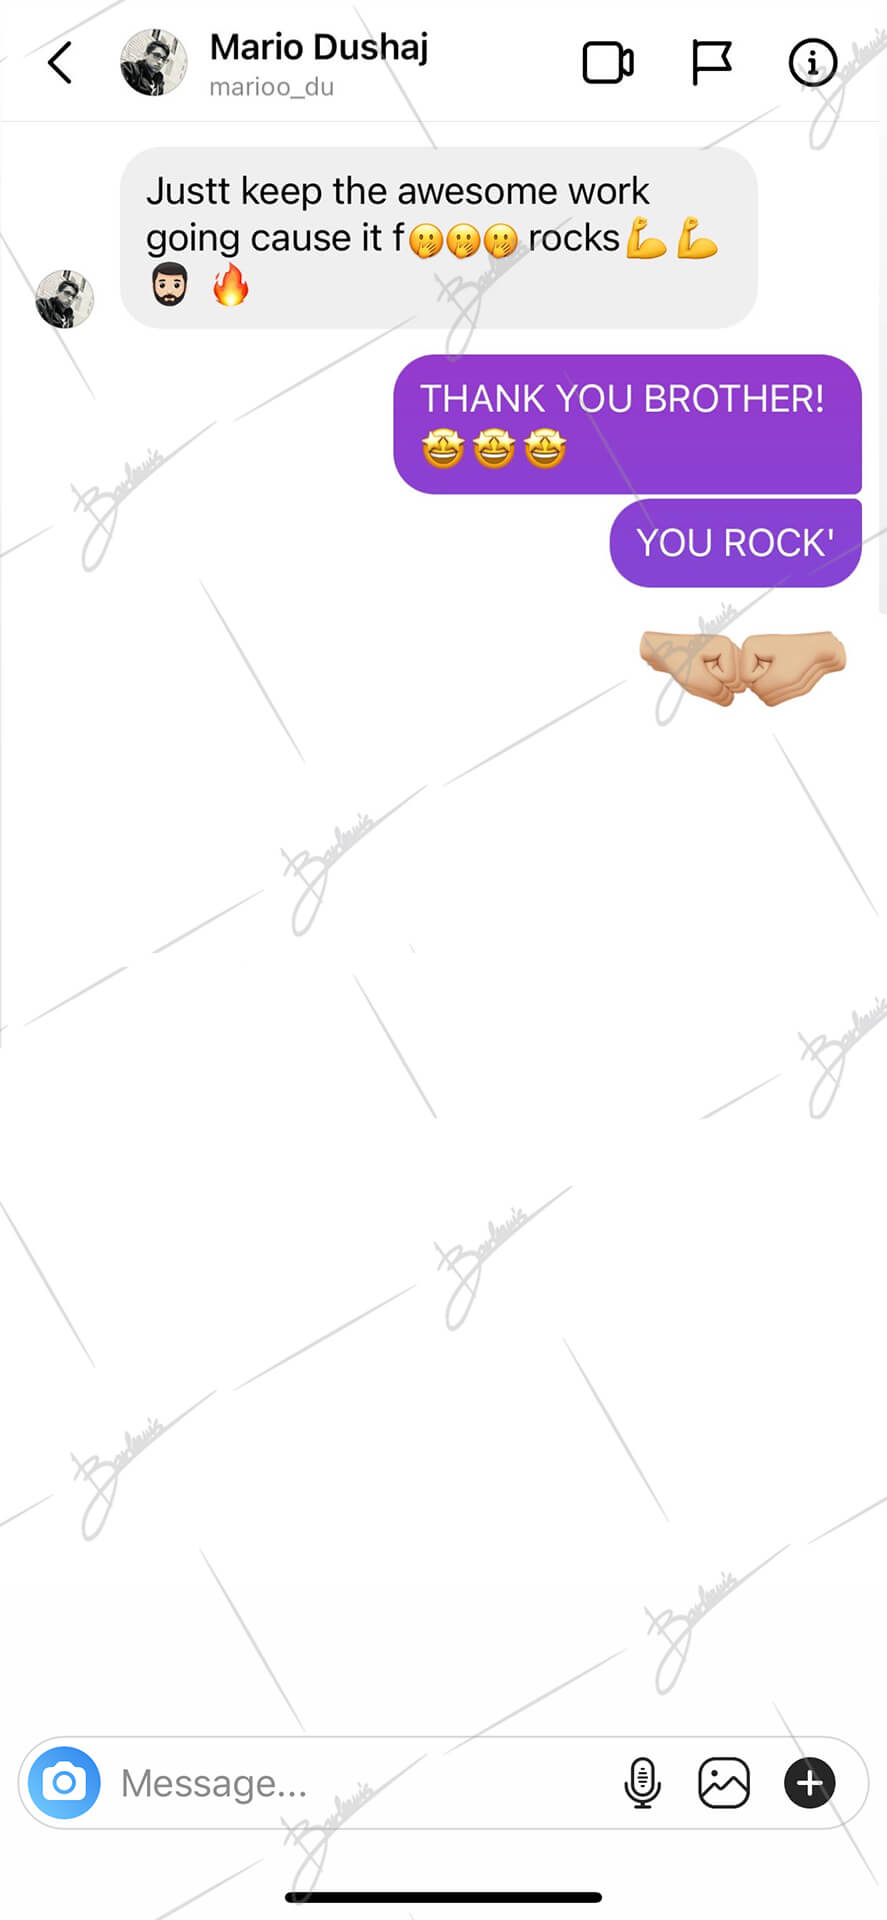 Mario Dushaj
marioo_du
Justt keep the awesome work
going cause it f🤭🤭🤭 rocks💪💪
🧔🏻 🔥
THANK YOU BROTHER!
🤩🤩🤩
YOU ROCK'
🤛🏼🤜🏼
Message...